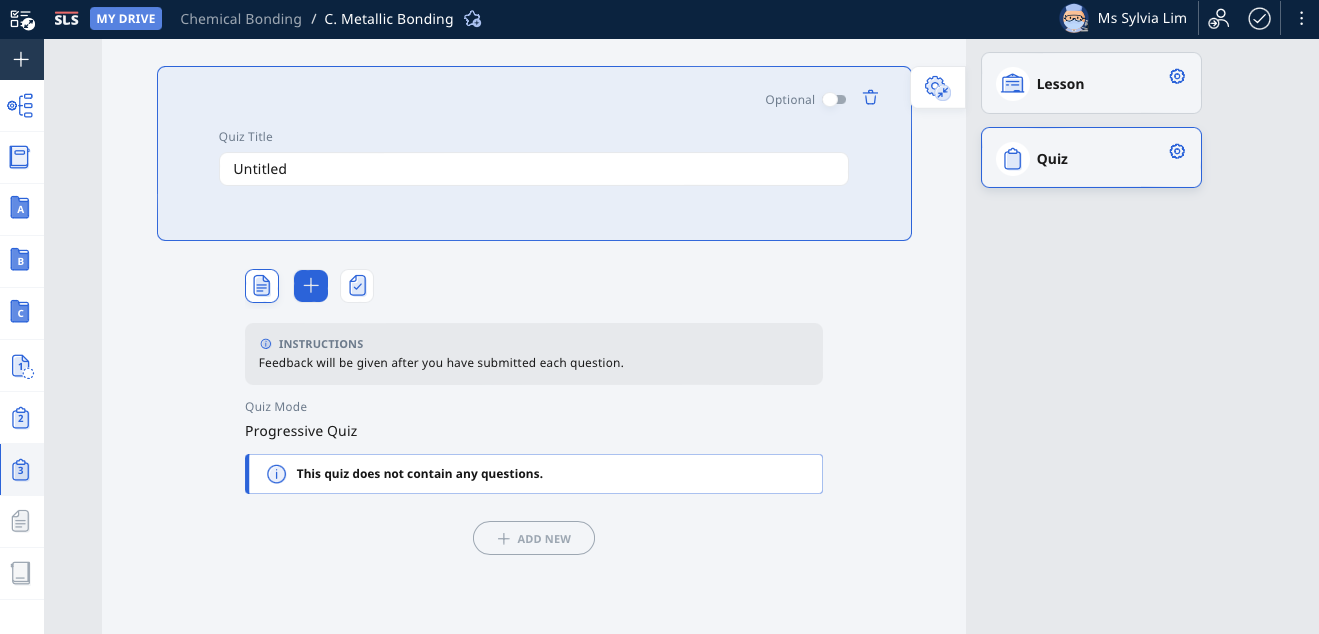 SLS MY DRIVE Chemical Bonding / C. Metallic Bonding Ms Sylvia Lim
A
B
C
1
2
3
Optional
Quiz Title
Untitled
INSTRUCTIONS
Feedback will be given after you have submitted each question.
Quiz Mode
Progressive Quiz
This quiz does not contain any questions.
ADD NEW
Lesson
Quiz